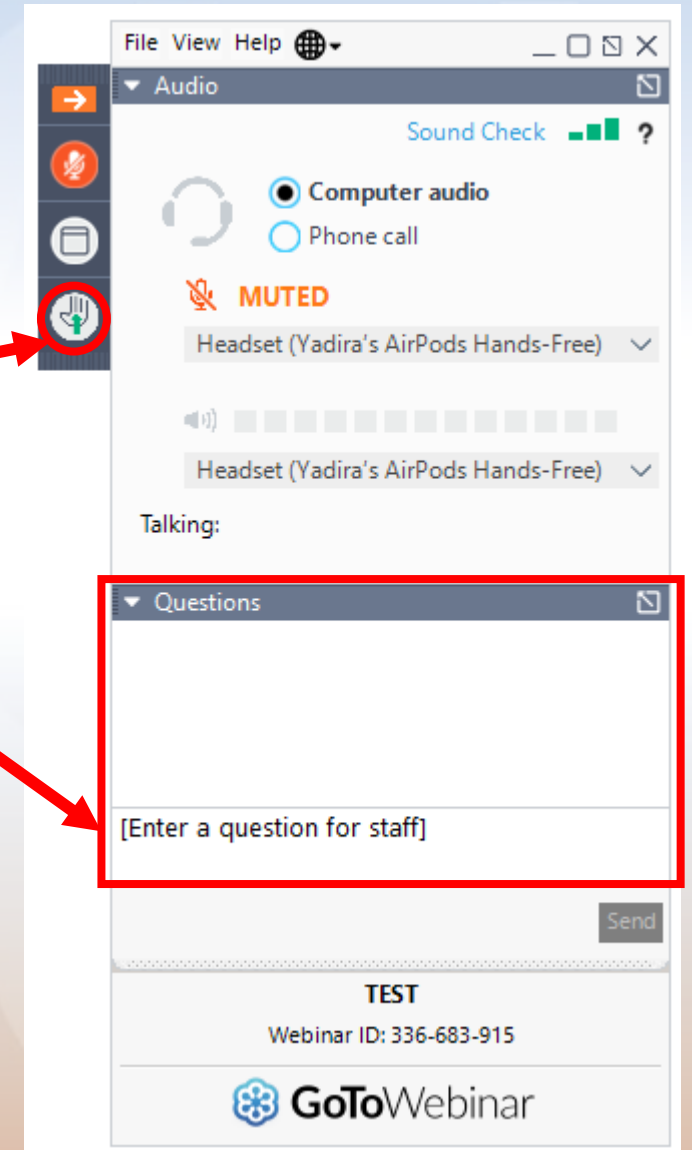 File View Help
Audio
Sound Check ?
Computer audio
Phone call
MUTED
Headset (Yadira's AirPods Hands-Free)
Headset (Yadira's AirPods Hands-Free)
Talking:
Questions
[Enter a question for staff]
Send
TEST
Webinar ID: 336-683-915
GoToWebinar